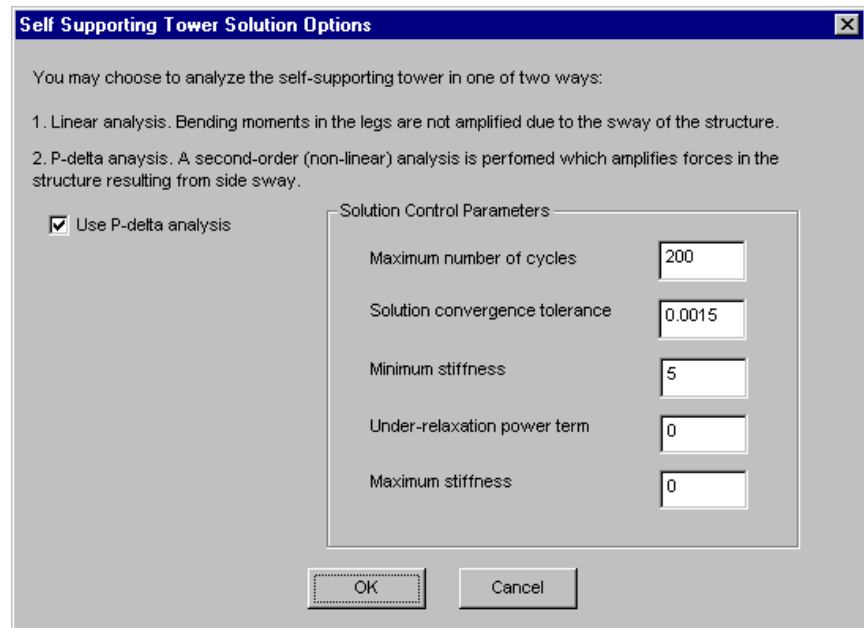 Self Supporting Tower Solution Options
You may choose to analyze the self-supporting tower in one of two ways:
1. Linear analysis. Bending moments in the legs are not amplified due to the sway of the structure.
2. P-delta anaysis. A second-order (non-linear) analysis is perfomed which amplifies forces in the
structure resulting from side sway.
Use P-delta analysis
Solution Control Parameters
Maximum number of cycles 200
Solution convergence tolerance 0.0015
Minimum stiffness 5
Under-relaxation power term 0
Maximum stiffness 0
OK Cancel